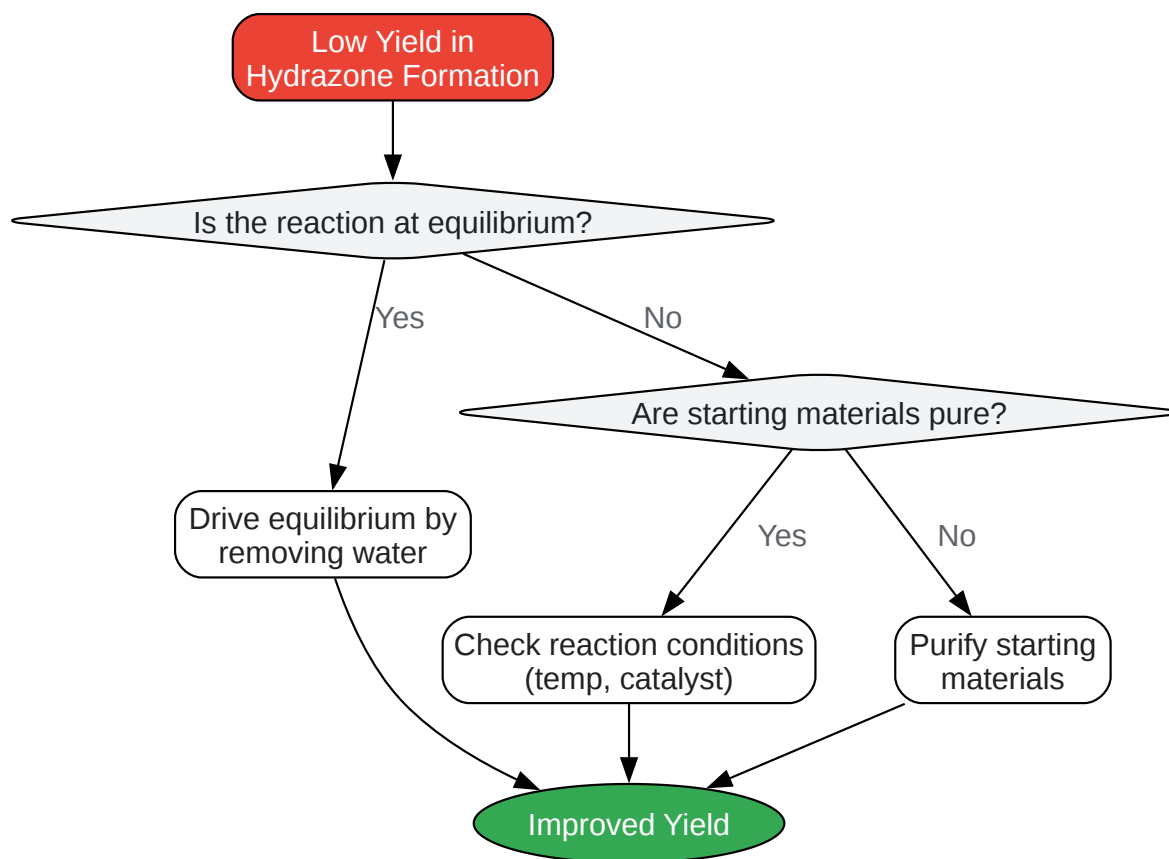 Low Yield in
Hydrazone Formation
Is the reaction at equilibrium?
Yes
No
Are starting materials pure?
Drive equilibrium by
removing water
Yes
No
Check reaction conditions
(temp, catalyst)
Purify starting
materials
Improved Yield